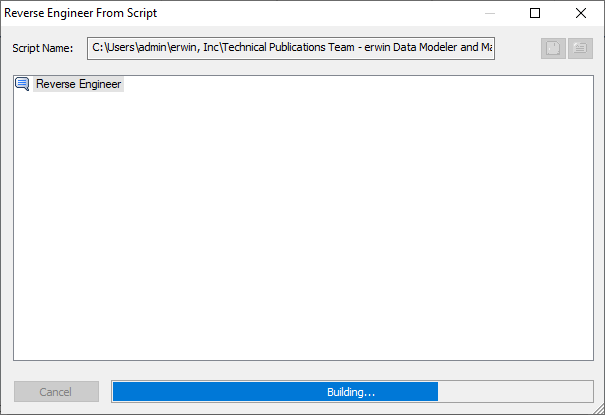 Reverse Engineer From Script
Script Name: C:\Users\admin\erwin, Inc\Technical Publications Team - erwin Data Modeler and Ma
Reverse Engineer
Cancel Building...